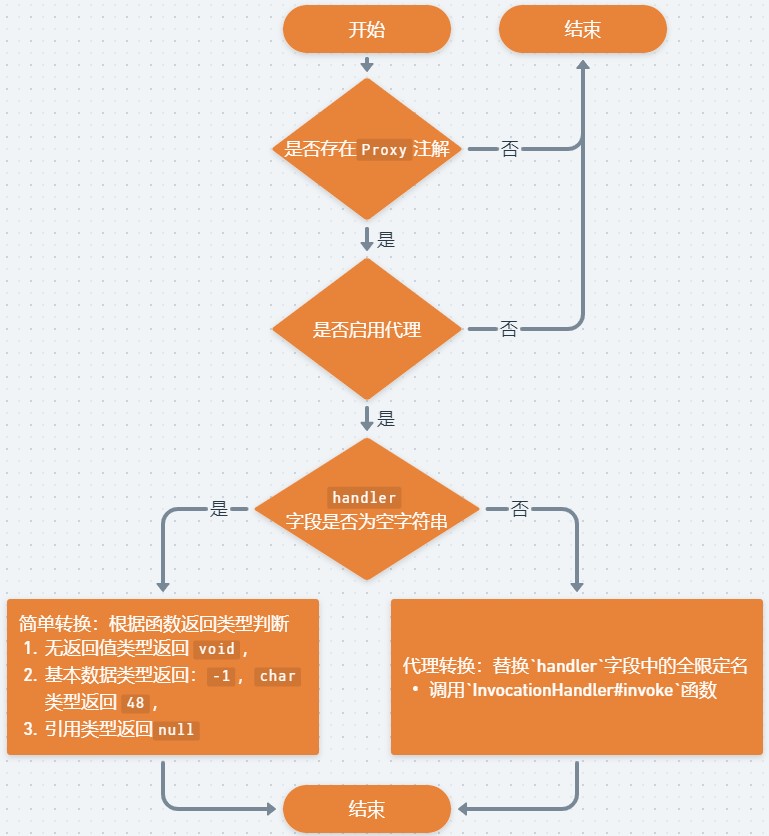 开始
结束
是否存在 Proxy 注解
否
是
是否启用代理
否
是
handler
字段是否为空字符串
是
否
简单转换：根据函数返回类型判断
1. 无返回值类型返回 void ，
2. 基本数据类型返回： -1 ， char
类型返回 48 ，
3. 引用类型返回 null
代理转换：替换`handler`字段中的全限定名
• 调用`InvocationHandler#invoke`函数
结束